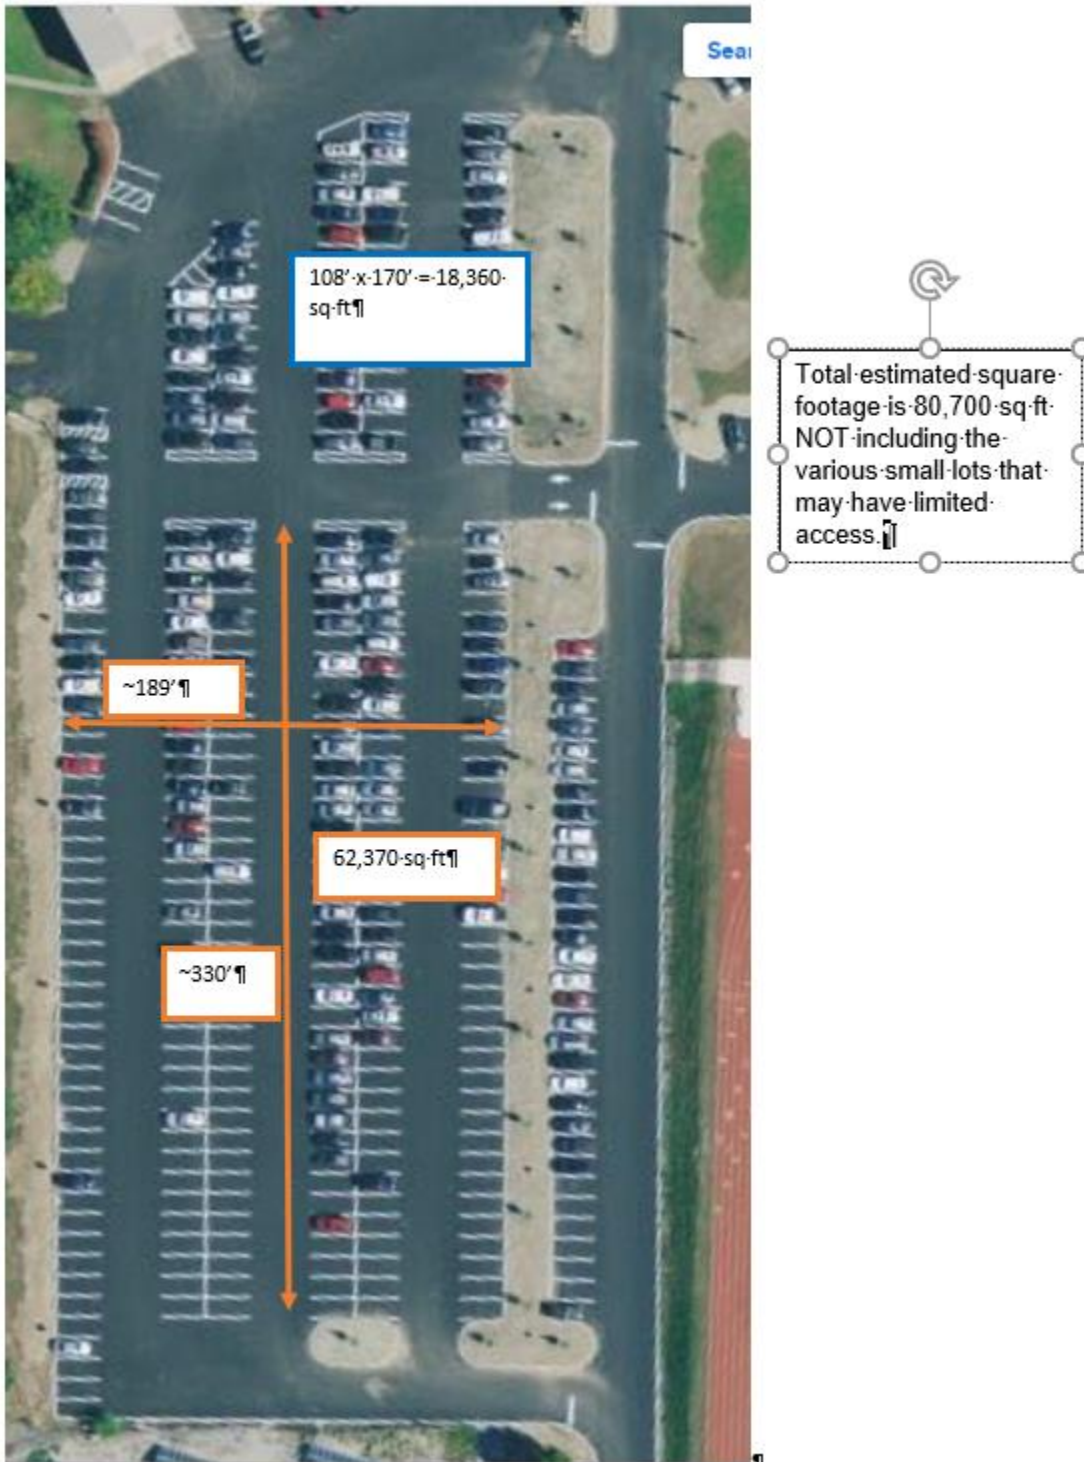 Sear
108' x 170' = 18,360
sq ft¶
Total estimated square
footage is 80,700 sq ft
NOT including the
various small lots that
may have limited
access.¶
~189'¶
62,370 sq ft¶
~330'¶
¶